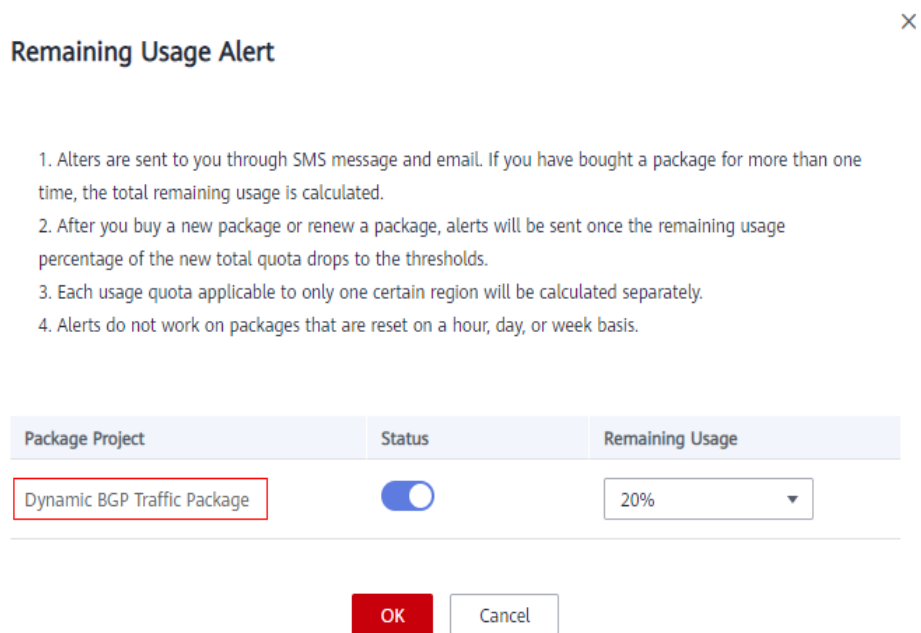 Remaining Usage Alert
1. Alters are sent to you through SMS message and email. If you have bought a package for more than one
time, the total remaining usage is calculated.
2. After you buy a new package or renew a package, alerts will be sent once the remaining usage
percentage of the new total quota drops to the thresholds.
3. Each usage quota applicable to only one certain region will be calculated separately.
4. Alerts do not work on packages that are reset on a hour, day, or week basis.
Package Project Status Remaining Usage
Dynamic BGP Traffic Package 20%
OK Cancel